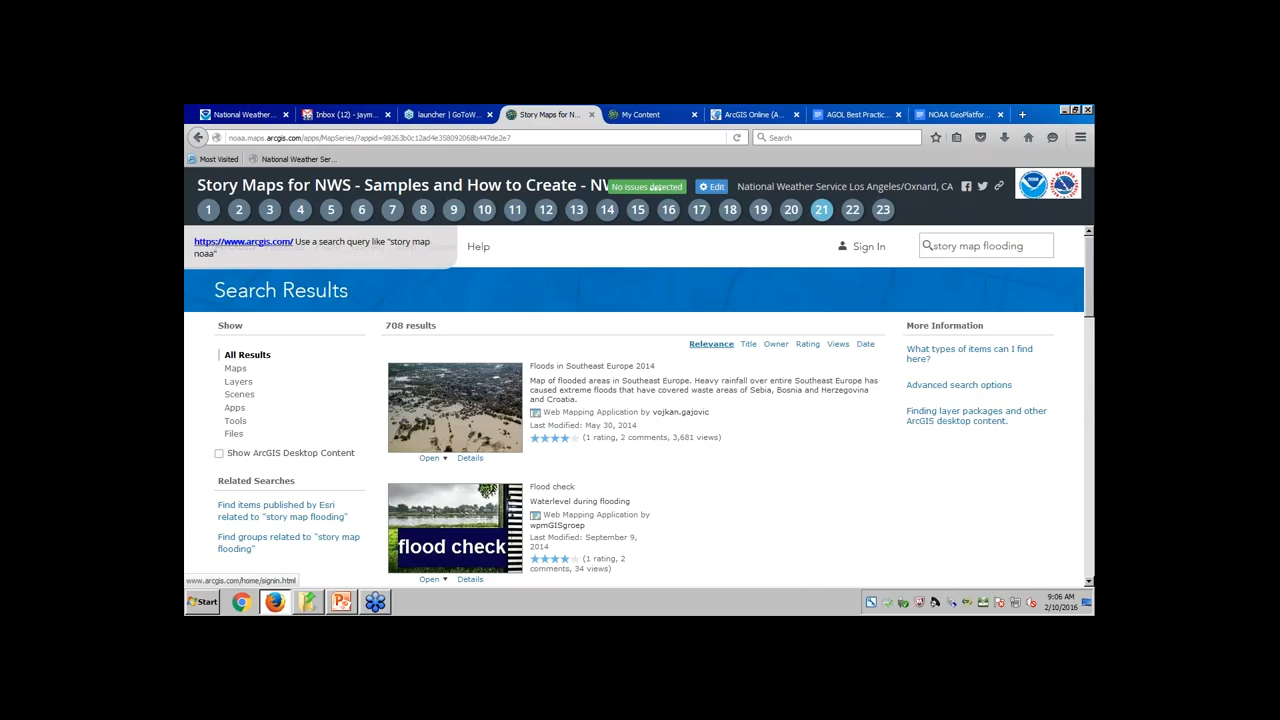 National Weather...
Inbox (12) - jaym...
launcher | GoToW...
Story Maps for N...
My Content
ArcGIS Online (A...
AGOL Best Practic...
NOAA GeoPlatfor...
noaa.maps.arcgis.com/apps/MapSeries/?appid=98263b0c12ad4e358092068b447de2e7
Search
Most Visited
National Weather Ser...
Story Maps for NWS - Samples and How to Create - NW
No issues detected
Edit
National Weather Service Los Angeles/Oxnard, CA
1 2 3 4 5 6 7 8 9 10 11 12 13 14 15 16 17 18 19 20 21 22 23
https://www.arcgis.com/ Use a search query like "story map
noaa"
Help
Sign In
story map flooding
Search Results
Show
All Results
Maps
Layers
Scenes
Apps
Tools
Files
Show ArcGIS Desktop Content
Related Searches
Find items published by Esri
related to "story map flooding"
Find groups related to "story map
flooding"
708 results
Relevance Title Owner Rating Views Date
Floods in Southeast Europe 2014
Map of flooded areas in Southeast Europe. Heavy rainfall over entire Southeast Europe has
caused extreme floods that have covered waste areas of Sebia, Bosnia and Herzegovina
and Croatia.
Web Mapping Application by vojkan.gajovic
Last Modified: May 30, 2014
(1 rating, 2 comments, 3,681 views)
Open Details
flood check
Flood check
Waterlevel during flooding
Web Mapping Application by
wpmGISgroep
Last Modified: September 9,
2014
(1 rating, 2
comments, 34 views)
Open Details
More Information
What types of items can I find
here?
Advanced search options
Finding layer packages and other
ArcGIS desktop content.
www.arcgis.com/home/signin.html
Start
9:06 AM
2/10/2016